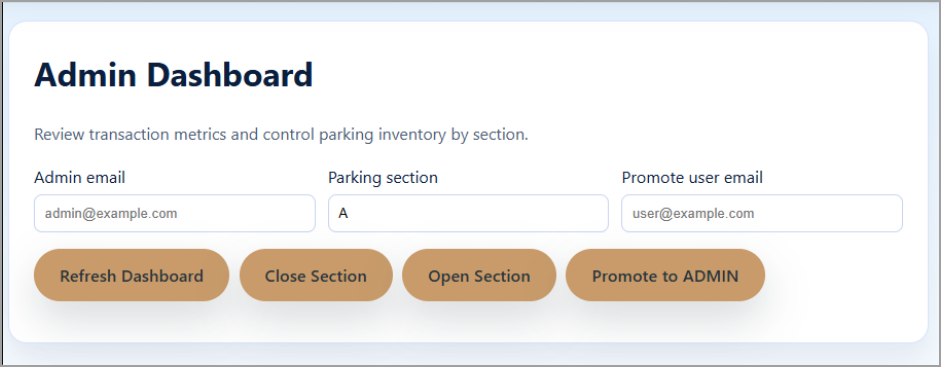 Admin Dashboard
Review transaction metrics and control parking inventory by section.
Admin email
Parking section
Promote user email
admin@example.com
A
user@example.com
Refresh Dashboard
Close Section
Open Section
Promote to ADMIN